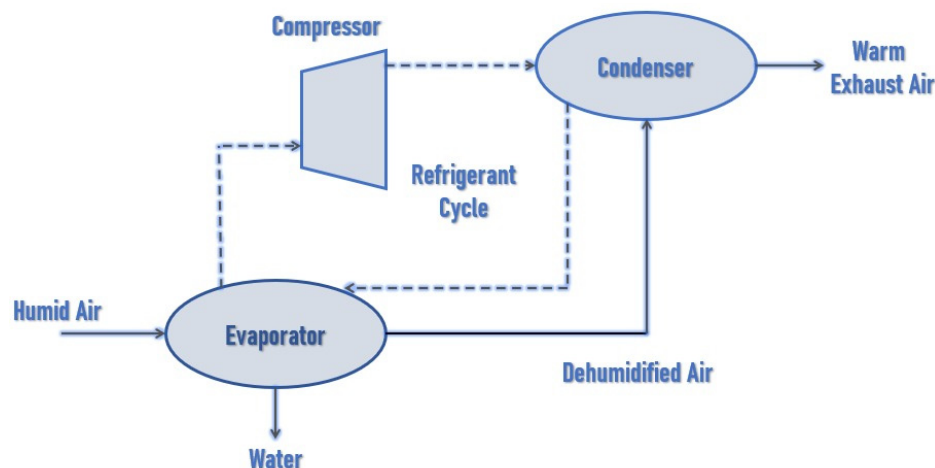 Compressor
Condenser
Warm
Exhaust Air
Refrigerant
Cycle
Humid Air
Evaporator
Dehumidified Air
Water